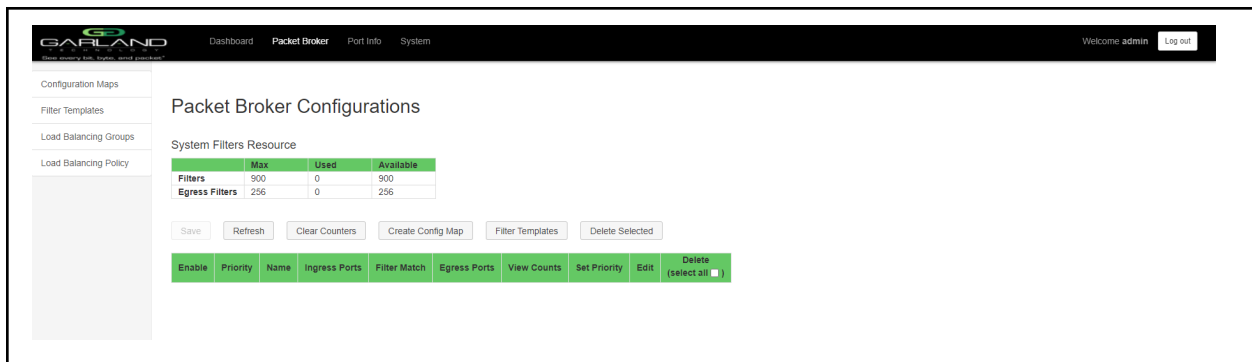 GARLAND
TECHNOLOGY
See every bit, byte, and packet®
Dashboard Packet Broker Port Info System
Welcome admin Log out
Configuration Maps
Filter Templates
Load Balancing Groups
Load Balancing Policy
Packet Broker Configurations
System Filters Resource
Max Used Available
Filters 900 0 900
Egress Filters 256 0 256
Save Refresh Clear Counters Create Config Map Filter Templates Delete Selected
Enable Priority Name Ingress Ports Filter Match Egress Ports View Counts Set Priority Edit Delete
(select all )